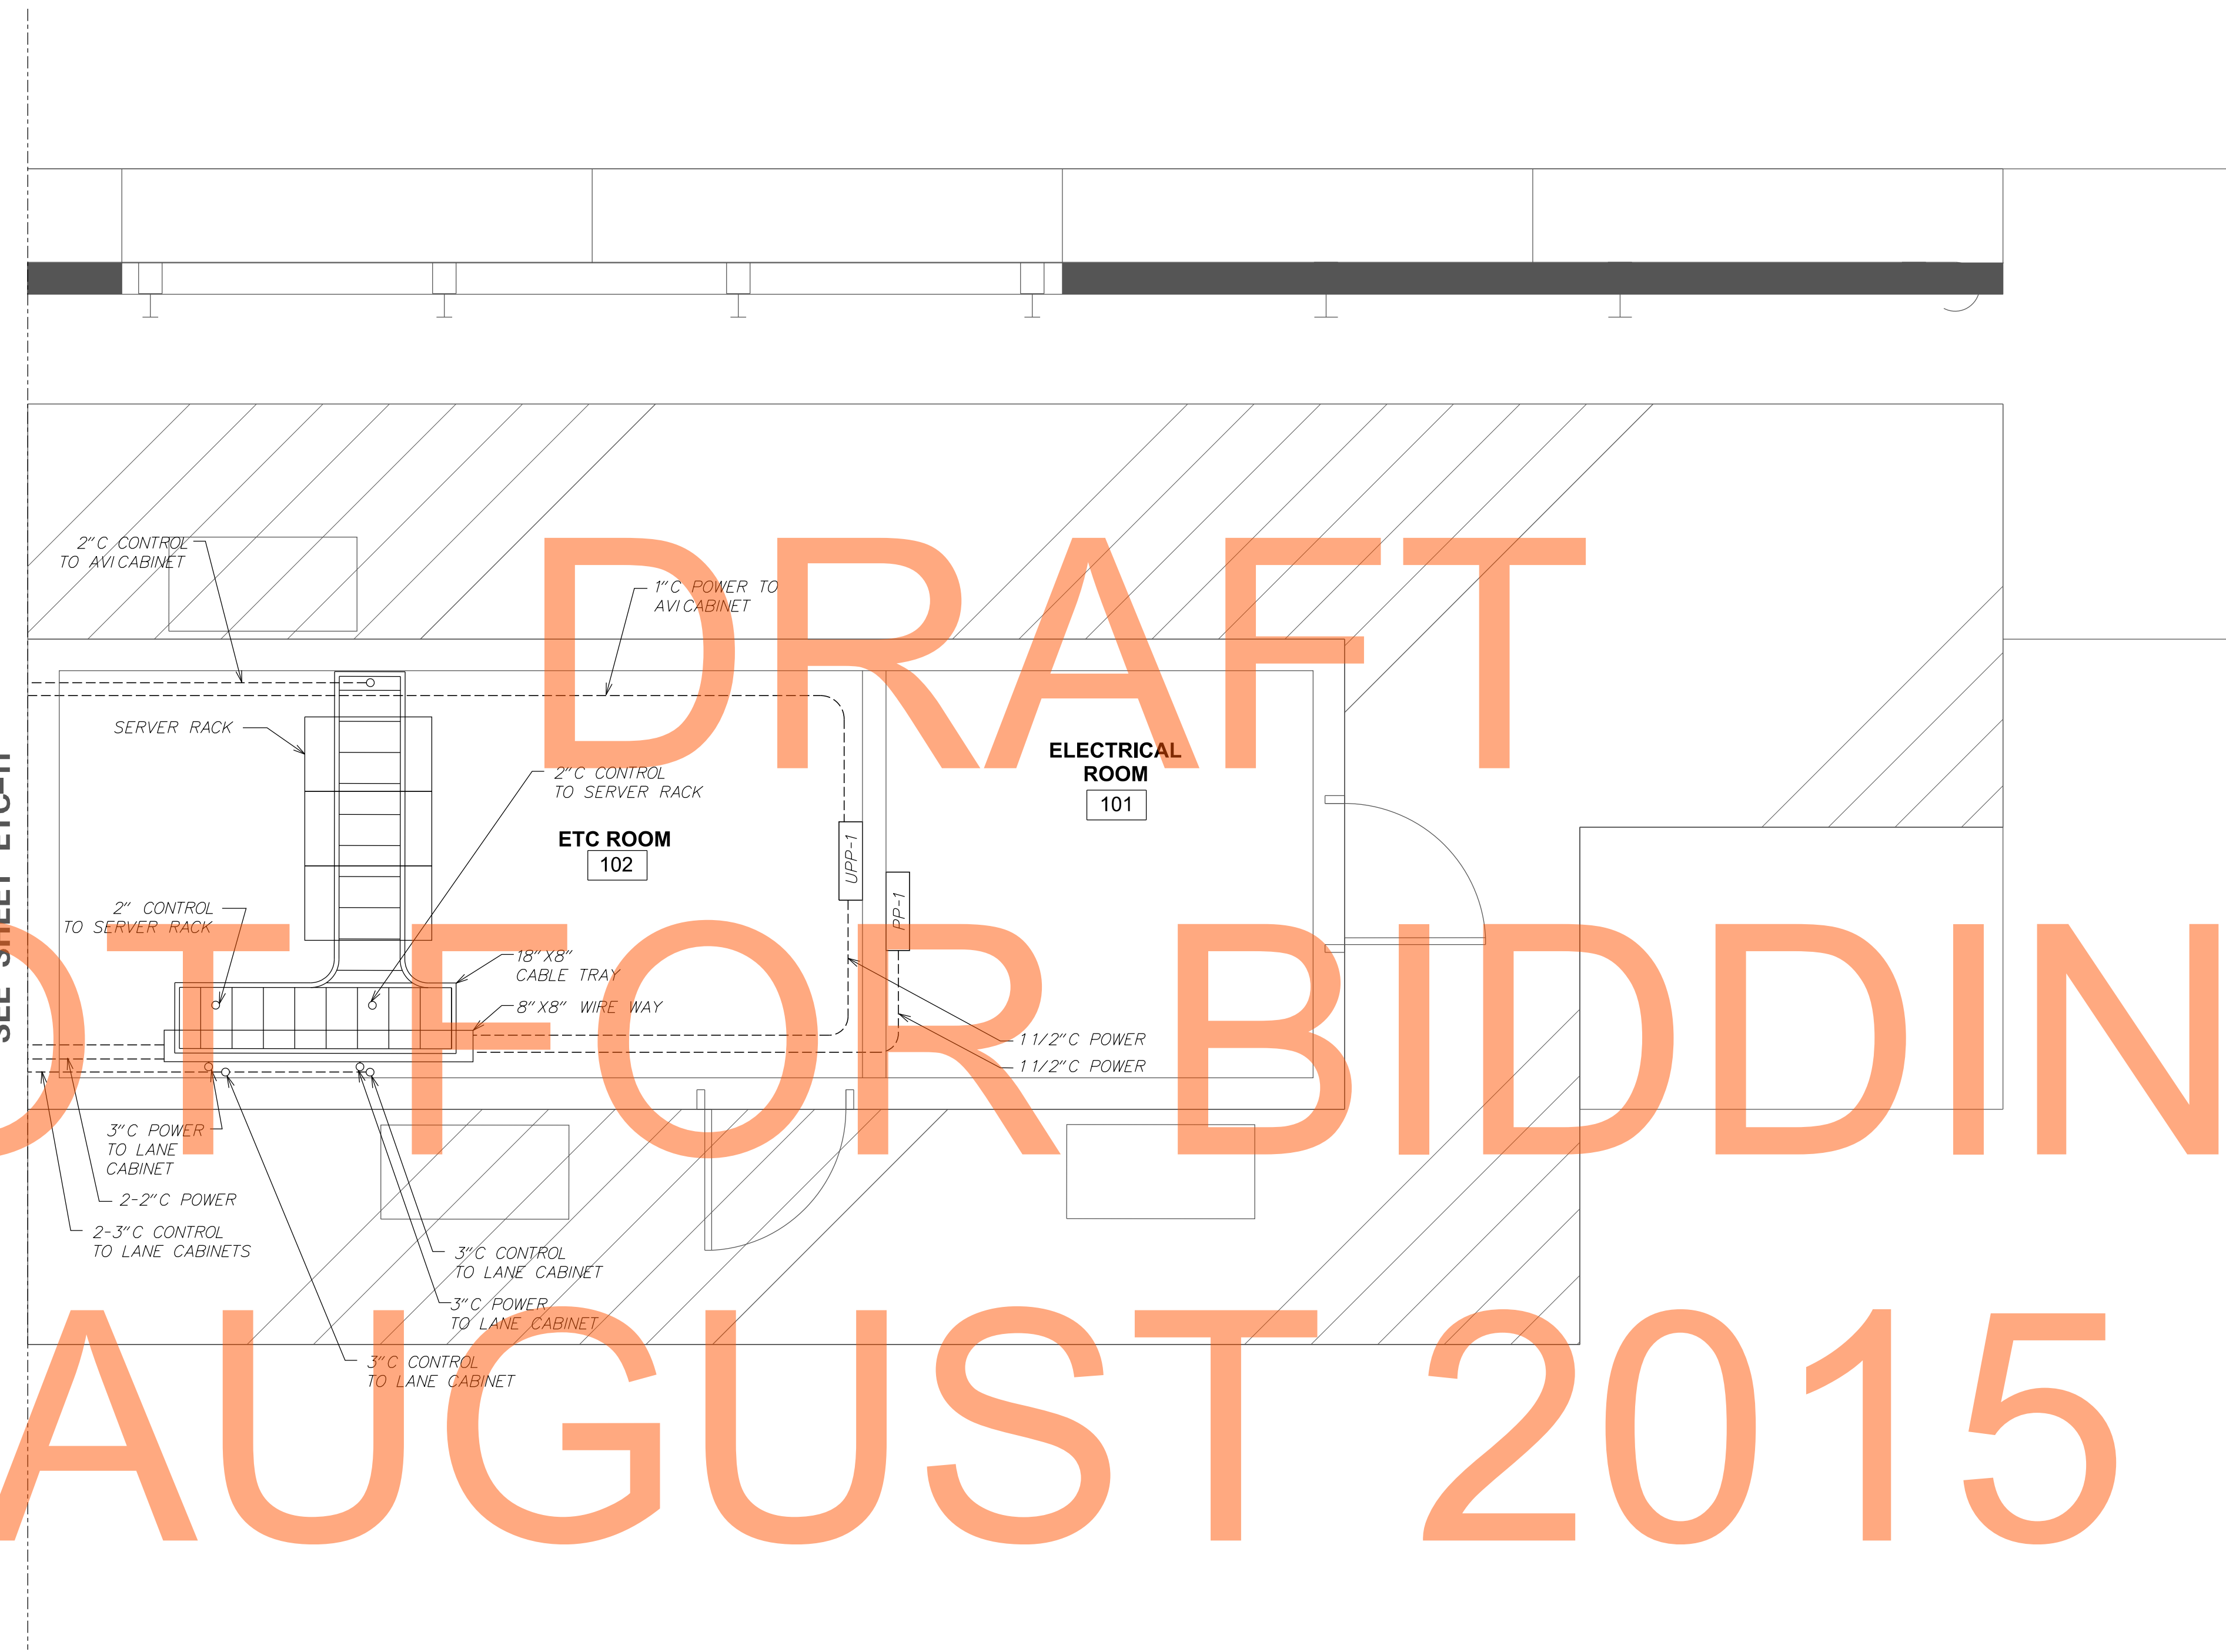 DRAFT
2"C CONTROL
TO AVI CABINET
1"C POWER TO
AVI CABINET
SERVER RACK
ELECTRICAL
ROOM
101
2"C CONTROL
TO SERVER RACK
ETC ROOM
102
UPP-1
PP-1
SEE SHEET
2" CONTROL
TO SERVER RACK
18"X8"
CABLE TRAY
8"X8" WIRE WAY
OT FOR BIDDIN
1 1/2"C POWER
1 1/2"C POWER
3"C POWER
TO LANE
CABINET
2-2"C POWER
2-3"C CONTROL
TO LANE CABINETS
3"C CONTROL
TO LANE CABINET
3"C POWER
TO LANE CABINET
3"C CONTROL
TO LANE CABINET
AUGUST 2015